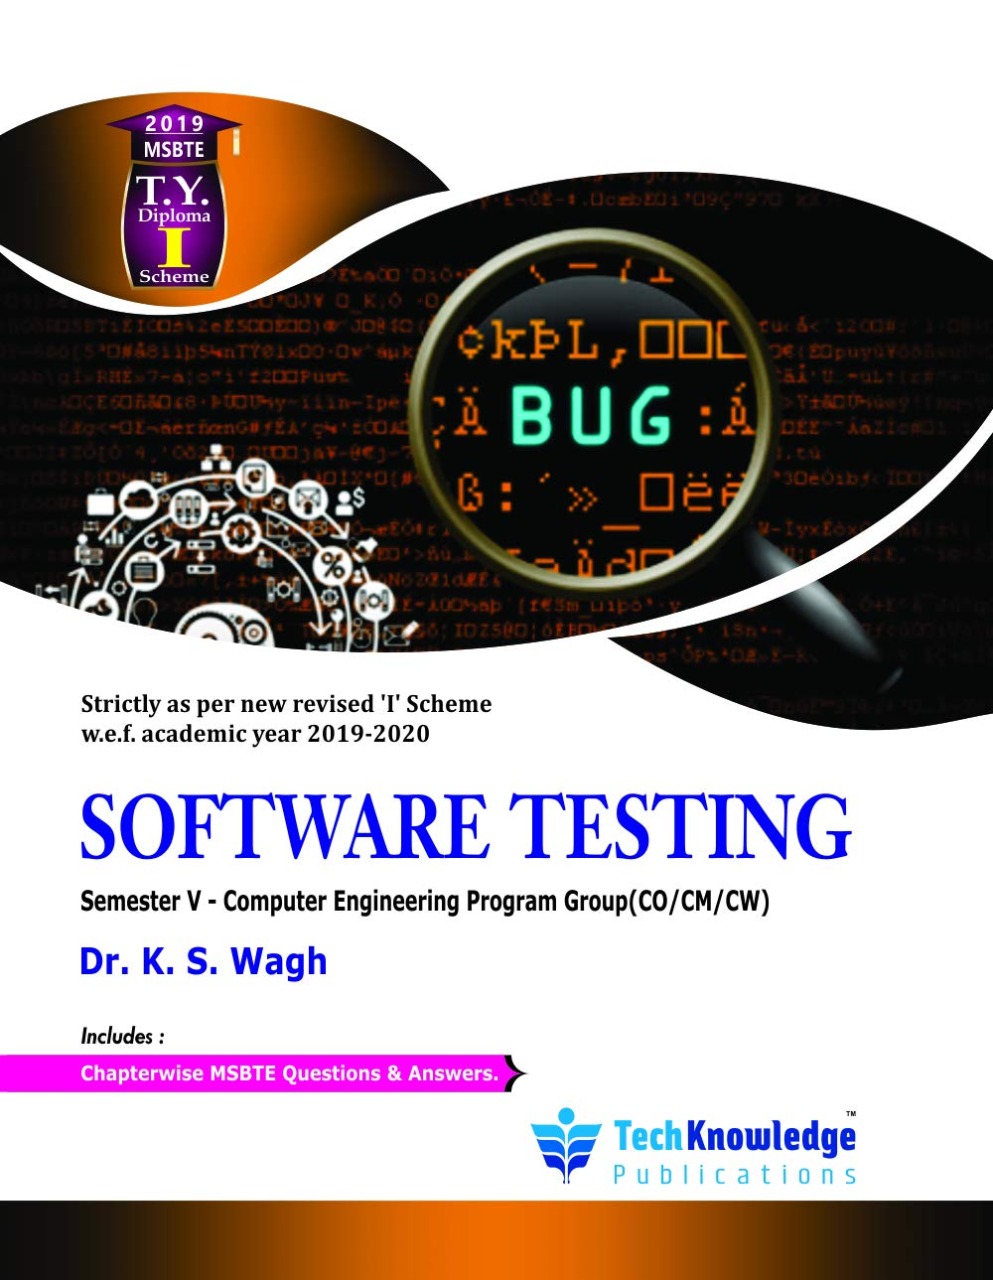 2019
MSBTE
T.Y.
Diploma
I
Scheme
i
BUG
Strictly as per new revised 'I' Scheme
w.e.f. academic year 2019-2020
SOFTWARE TESTING
Semester V - Computer Engineering Program Group(CO/CM/CW)
Dr. K. S. Wagh
Includes :
Chapterwise MSBTE Questions & Answers.
TechKnowledge™
Publications